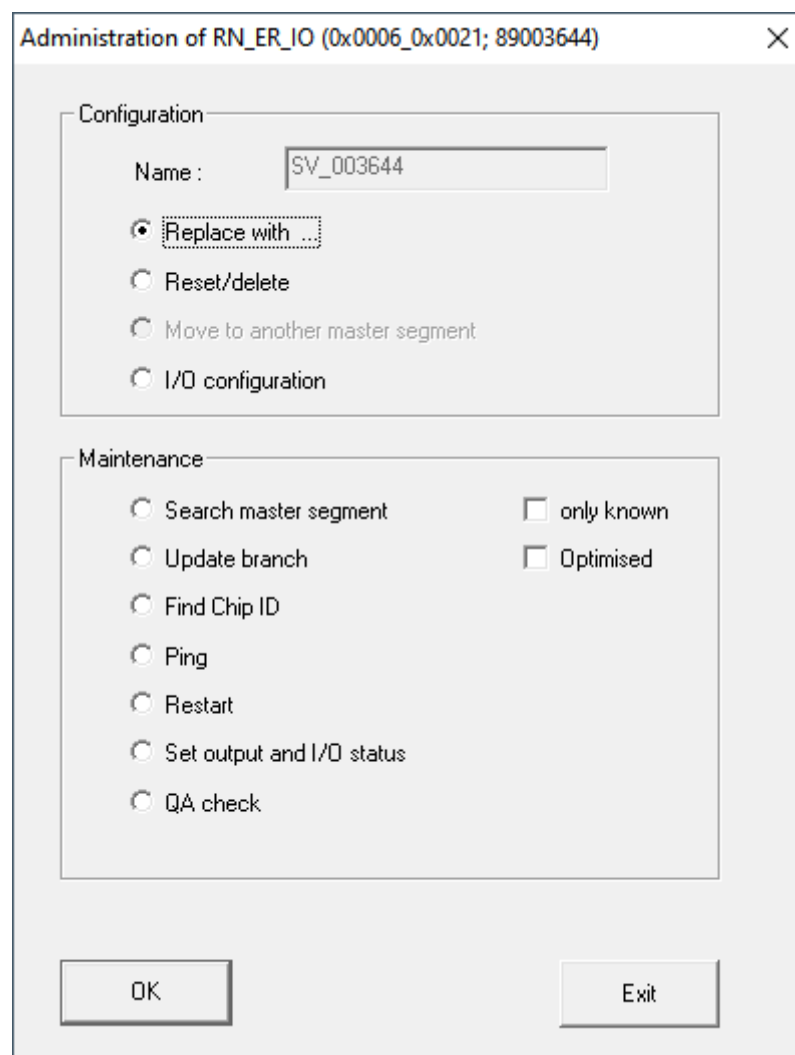 Administration of RN_ER_IO (0x0006_0x0021; 89003644)
Configuration
Name :
SV_003644
Replace with ...
Reset/delete
Move to another master segment
I/O configuration
Maintenance
Search master segment
only known
Update branch
Optimised
Find Chip ID
Ping
Restart
Set output and I/O status
QA check
OK
Exit